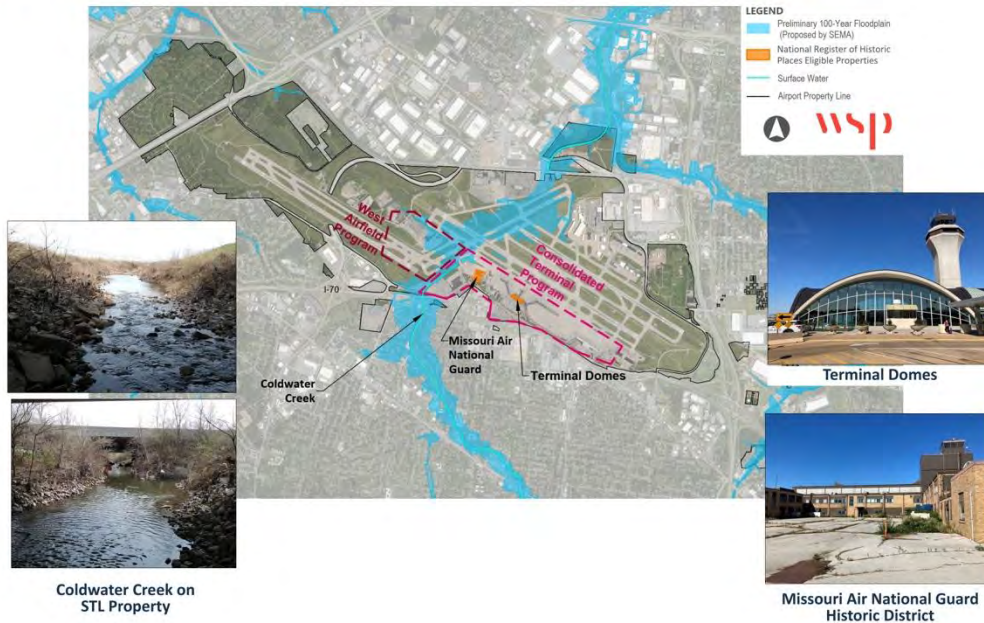 LEGEND
Preliminary 100-Year Floodplain
(Proposed by SEMA)
National Register of Historic
Places Eligible Properties
Surface Water
Airport Property Line
wsp
West
Airfield
Program
Consolidated
Terminal
Program
I-70
Missouri Air
National
Guard
Terminal Domes
Coldwater
Creek
Terminal Domes
Coldwater Creek on
STL Property
Missouri Air National Guard
Historic District